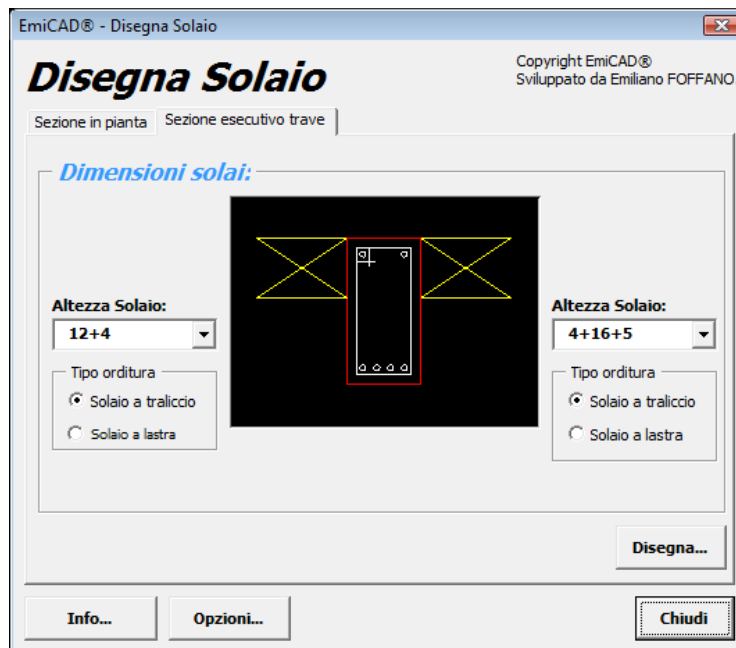 EmiCAD® - Disegna Solaio
Disegna Solaio
Copyright EmiCAD®
Sviluppato da Emiliano FOFFANO
Sezione in pianta
Sezione esecutivo trave
Dimensioni solai:
Altezza Solaio:
12+4
Tipo orditura
Solaio a traliccio
Solaio a lastra
Altezza Solaio:
4+16+5
Tipo orditura
Solaio a traliccio
Solaio a lastra
Disegna...
Info...
Opzioni...
Chiudi